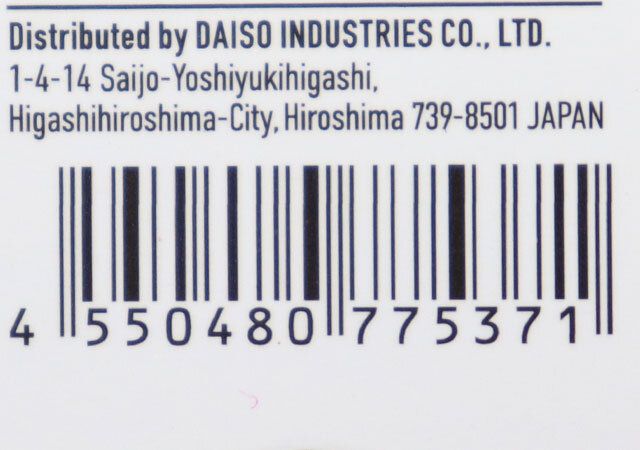 Distributed by DAISO INDUSTRIES CO., LTD.
1-4-14 Saijo-Yoshiyukihigashi,
Higashihiroshima-City, Hiroshima 739-8501 JAPAN
4 550480 775371